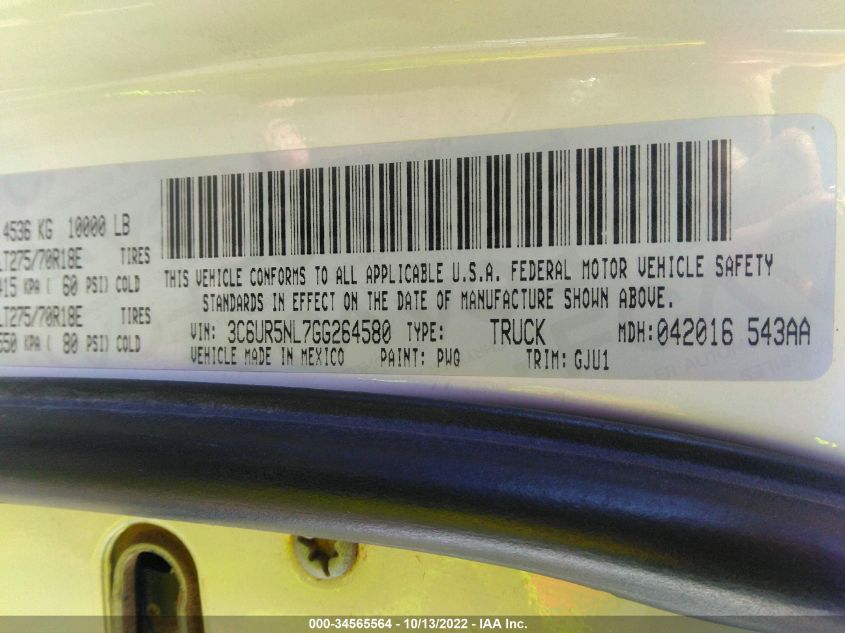 4536 KG 10000 LB
LT275/70R18E TIRES
415 KPA ( 60 PSI) COLD
LT275/70R18E TIRES
550 KPA ( 80 PSI) COLD
THIS VEHICLE CONFORMS TO ALL APPLICABLE U.S.A. FEDERAL MOTOR VEHICLE SAFETY
STANDARDS IN EFFECT ON THE DATE OF MANUFACTURE SHOWN ABOVE.
VIN: 3C6UR5NL7GG264580 TYPE: TRUCK MDH:042016 543AA
VEHICLE MADE IN MEXICO PAINT: PWG TRIM: GJU1
000-34565564 - 10/13/2022 - IAA Inc.